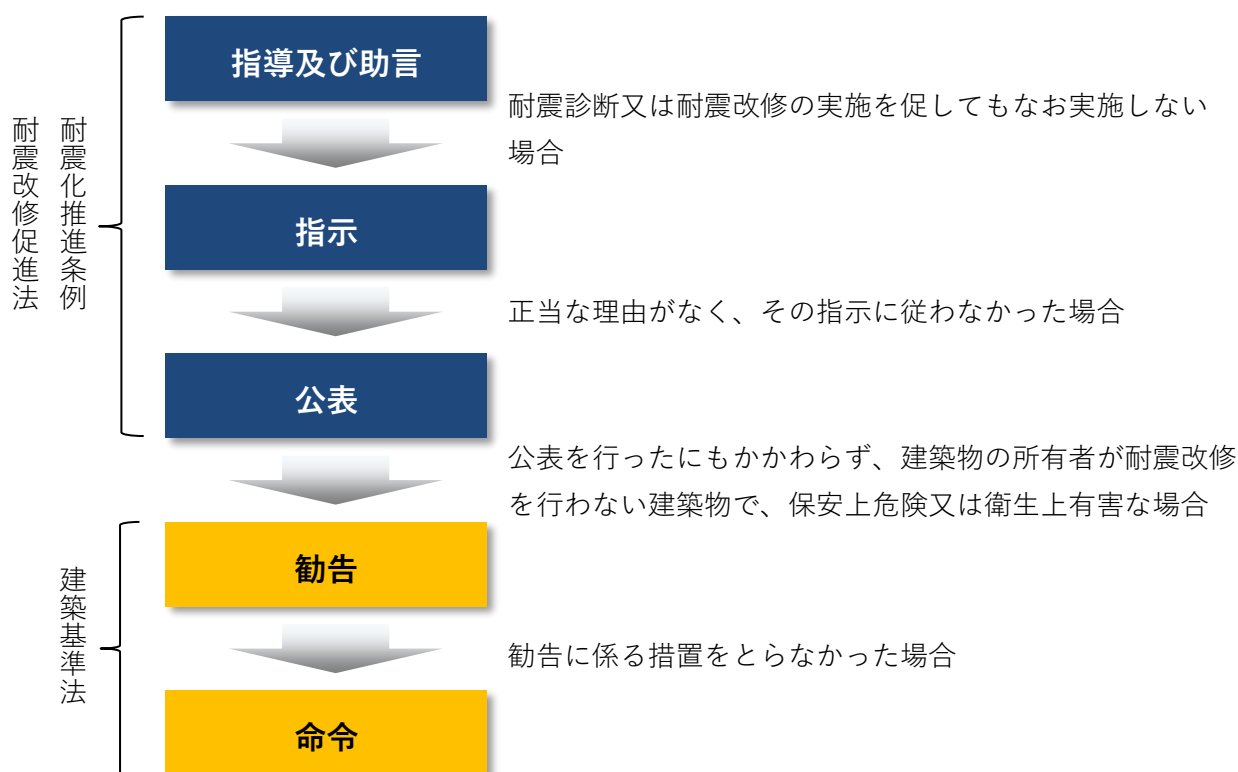 指導及び助言
耐震診断又は耐震改修の実施を促してもなお実施しない
場合
耐震化推進条例
耐震改修促進法
指示
正当な理由がなく、その指示に従わなかった場合
公表
公表を行ったにもかかわらず、建築物の所有者が耐震改修
を行わない建築物で、保安上危険又は衛生上有害な場合
勧告
建築基準法
勧告に係る措置をとらなかった場合
命令